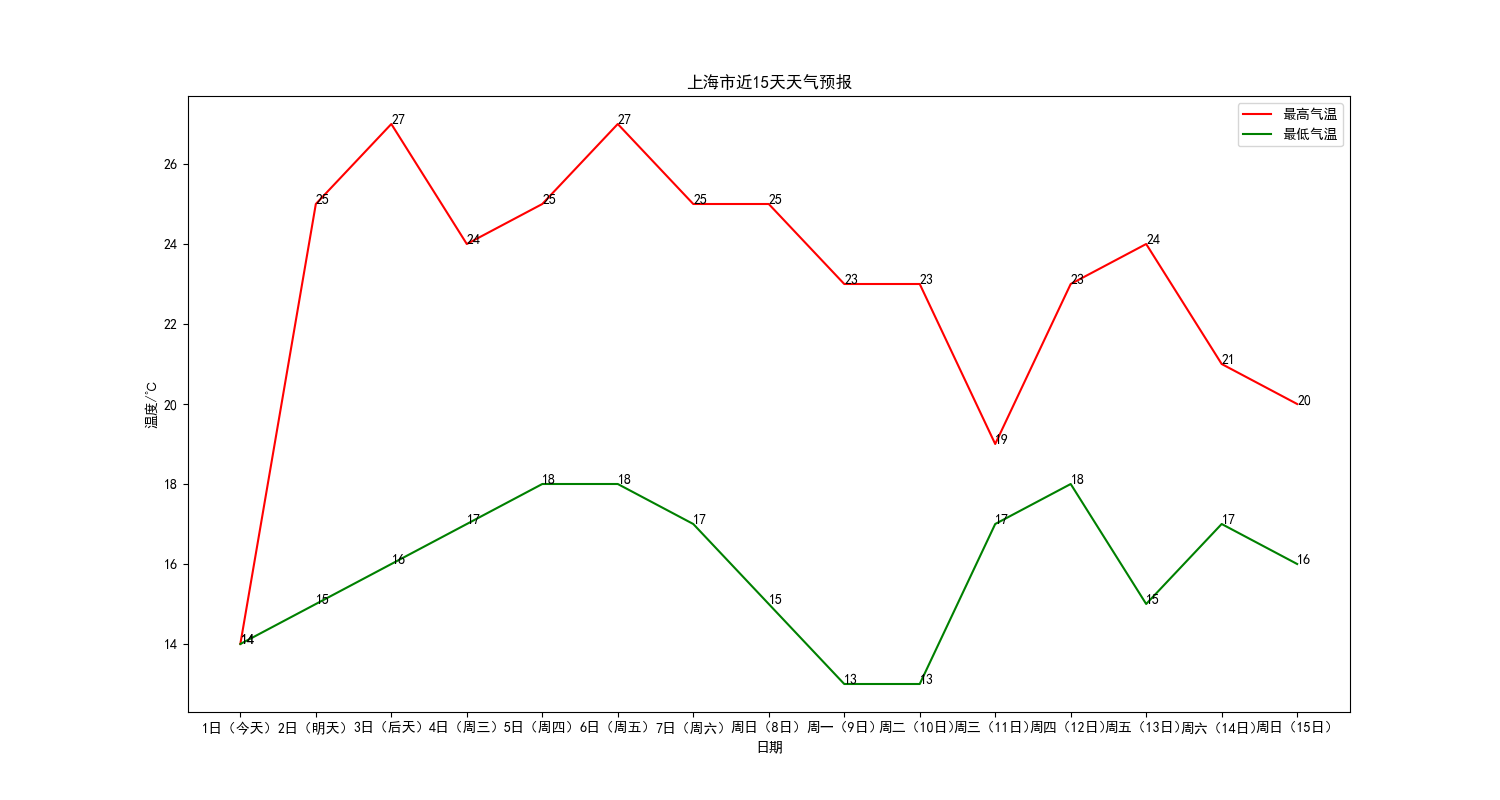 上海市近15天天气预报
最高气温
最低气温
温度/℃
26
24
22
20
18
16
14
14 25 27 24 25 27 25 25 23 23 19 23 24 21 20
14 15 16 17 18 18 17 15 13 13 17 18 15 17 16
1日（今天） 2日（明天） 3日（后天） 4日（周三） 5日（周四） 6日（周五） 7日（周六） 周日（8日） 周一（9日） 周二（10日） 周三（11日） 周四（12日） 周五（13日） 周六（14日） 周日（15日）
日期